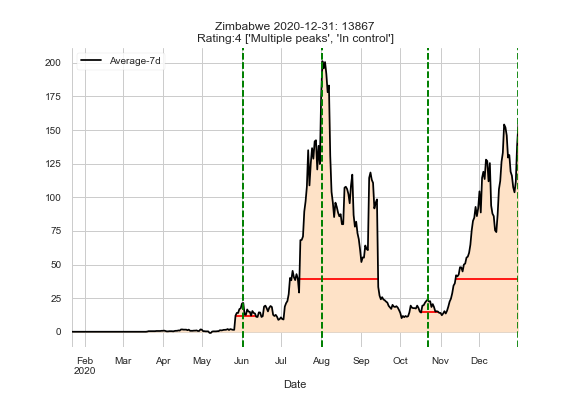 Zimbabwe 2020-12-31: 13867
Rating:4 ['Multiple peaks', 'In control']
Average-7d
200
175
150
125
100
75
50
25
0
Feb Mar Apr May Jun Jul Aug Sep Oct Nov Dec
2020
Date